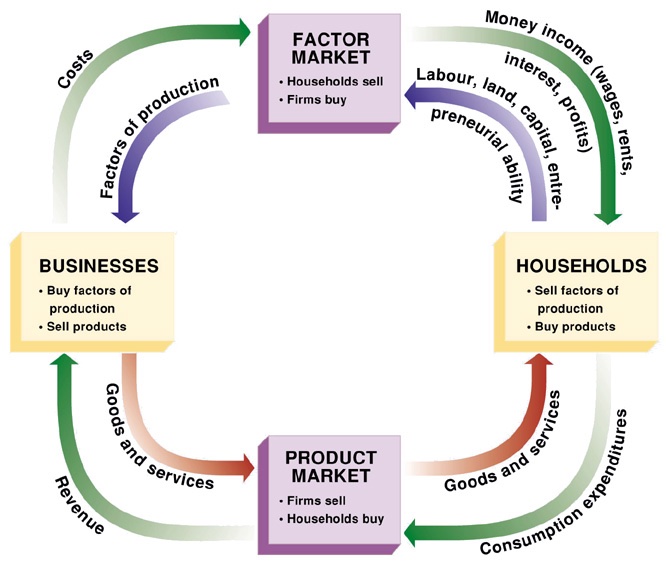 FACTOR
MARKET
• Households sell
• Firms buy
Costs
Factors of production
Money income (wages, rents,
interest, profits)
Labour, land, capital, entre-
preneurial ability
BUSINESSES
• Buy factors of
production
• Sell products
HOUSEHOLDS
• Sell factors of
production
• Buy products
Goods and services
Revenue
PRODUCT
MARKET
• Firms sell
• Households buy
Goods and services
Consumption expenditures